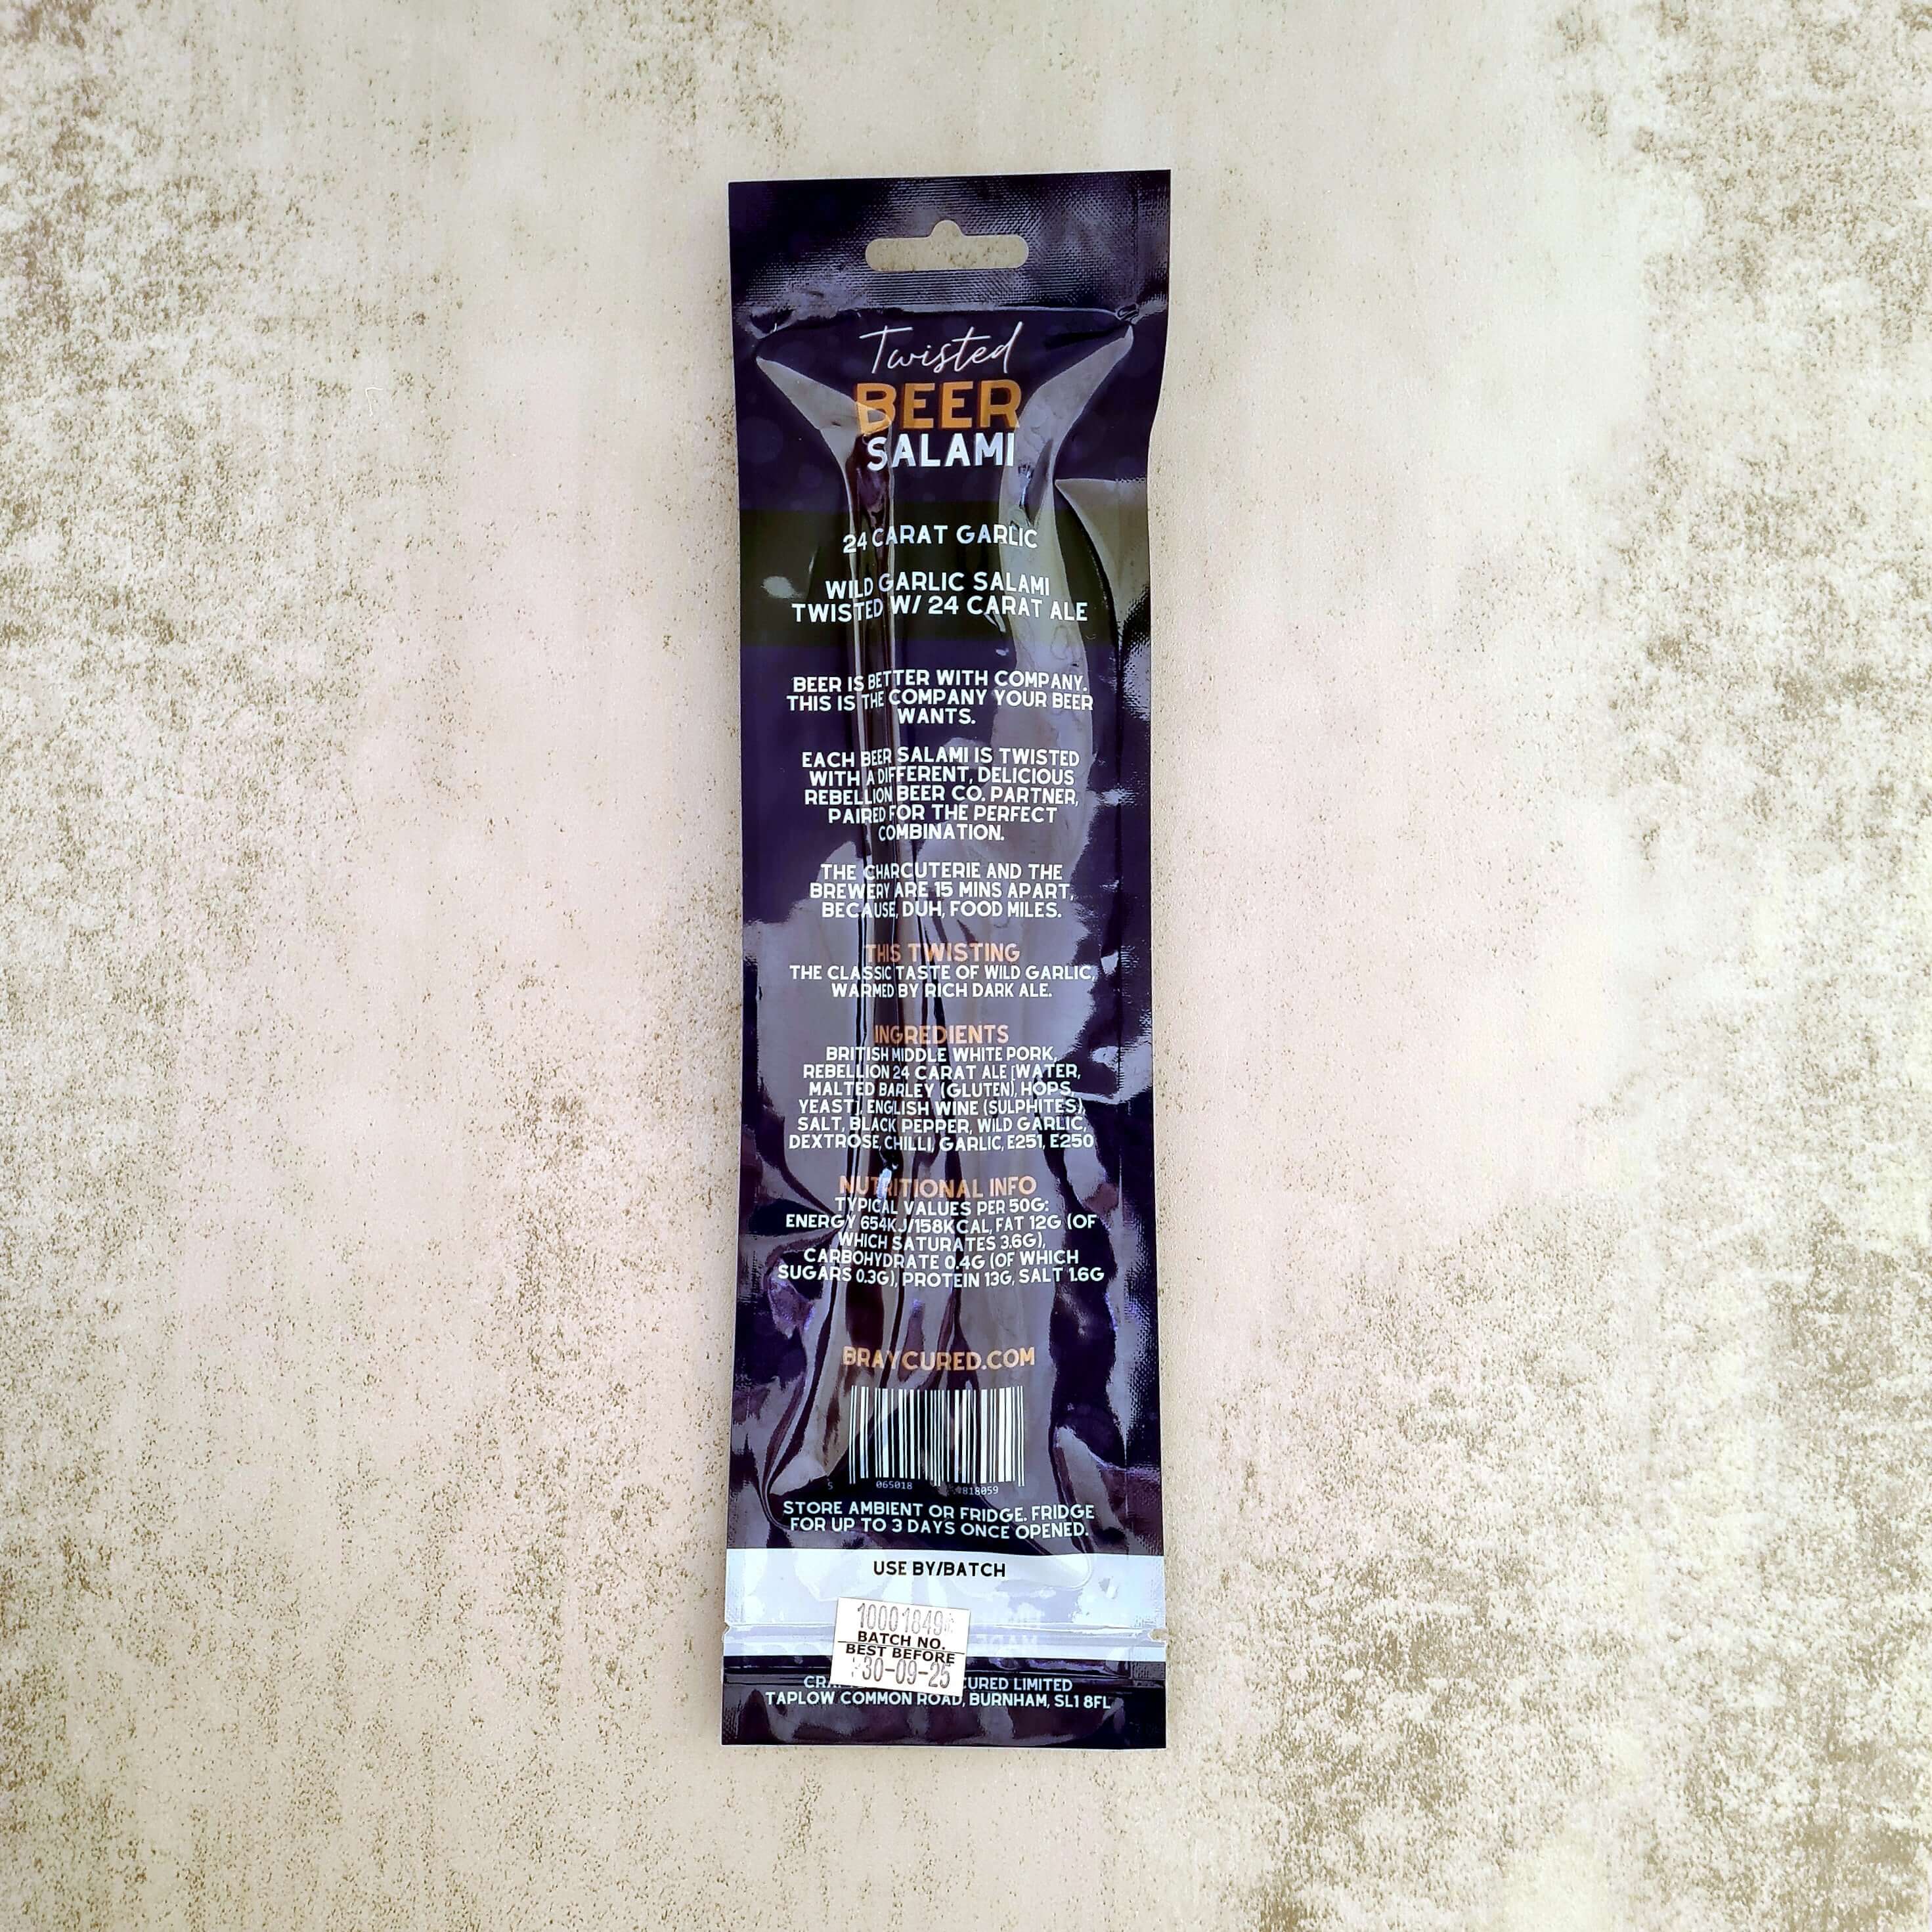 Twisted
BEER
SALAMI
24 CARAT GARLIC
WILD GARLIC SALAMI
TWISTED W/ 24 CARAT ALE
BEER IS BETTER WITH COMPANY.
THIS IS THE COMPANY YOUR BEER
WANTS.
EACH BEER SALAMI IS TWISTED
WITH A DIFFERENT, DELICIOUS
REBELLION BEER CO. PARTNER,
PAIRED FOR THE PERFECT
COMBINATION.
THE CHARCUTERIE AND THE
BREWERY ARE 15 MINS APART,
BECAUSE, DUH, FOOD MILES.
THIS TWISTING
THE CLASSIC TASTE OF WILD GARLIC,
WARMED BY RICH DARK ALE.
INGREDIENTS
BRITISH MIDDLE WHITE PORK,
REBELLION 24 CARAT ALE [WATER,
MALTED BARLEY (GLUTEN), HOPS,
YEAST], ENGLISH WINE (SULPHITES),
SALT, BLACK PEPPER, WILD GARLIC,
DEXTROSE, CHILLI, GARLIC, E251, E250
NUTRITIONAL INFO
TYPICAL VALUES PER 50G:
ENERGY 654KJ/158KCAL, FAT 12G (OF
WHICH SATURATES 3.6G),
CARBOHYDRATE 0.4G (OF WHICH
SUGARS 0.3G), PROTEIN 13G, SALT 1.6G
BRAYCURED.COM
5 065018 818059
STORE AMBIENT OR FRIDGE. FRIDGE
FOR UP TO 3 DAYS ONCE OPENED.
USE BY/BATCH
10001849
BATCH NO.
BEST BEFORE
30-09-25
CURED LIMITED
TAPLOW COMMON ROAD, BURNHAM, SL1 8FL